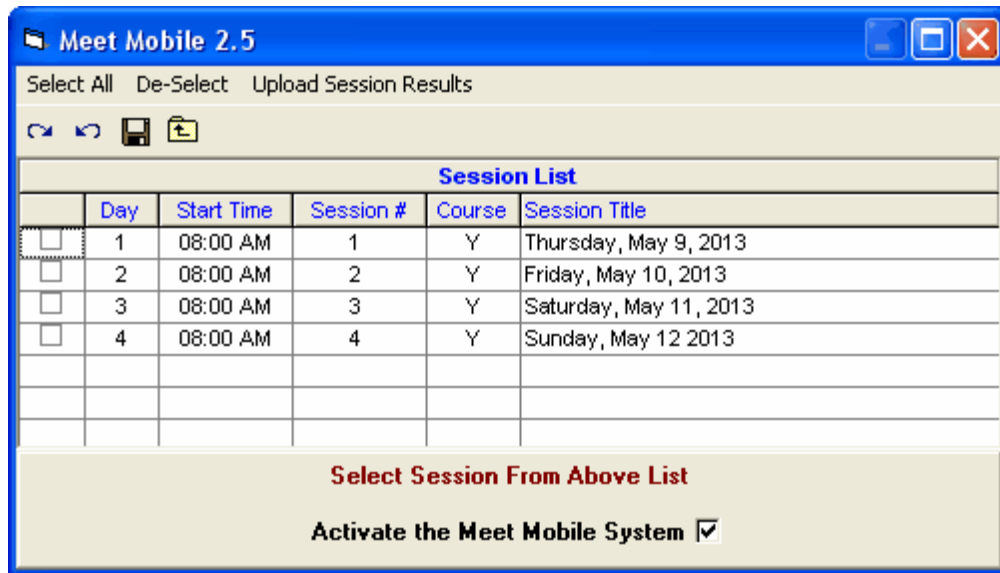 Meet Mobile 2.5
Select All De-Select Upload Session Results
Session List
Day Start Time Session # Course Session Title
1 08:00 AM 1 Y Thursday, May 9, 2013
2 08:00 AM 2 Y Friday, May 10, 2013
3 08:00 AM 3 Y Saturday, May 11, 2013
4 08:00 AM 4 Y Sunday, May 12 2013
Select Session From Above List
Activate the Meet Mobile System